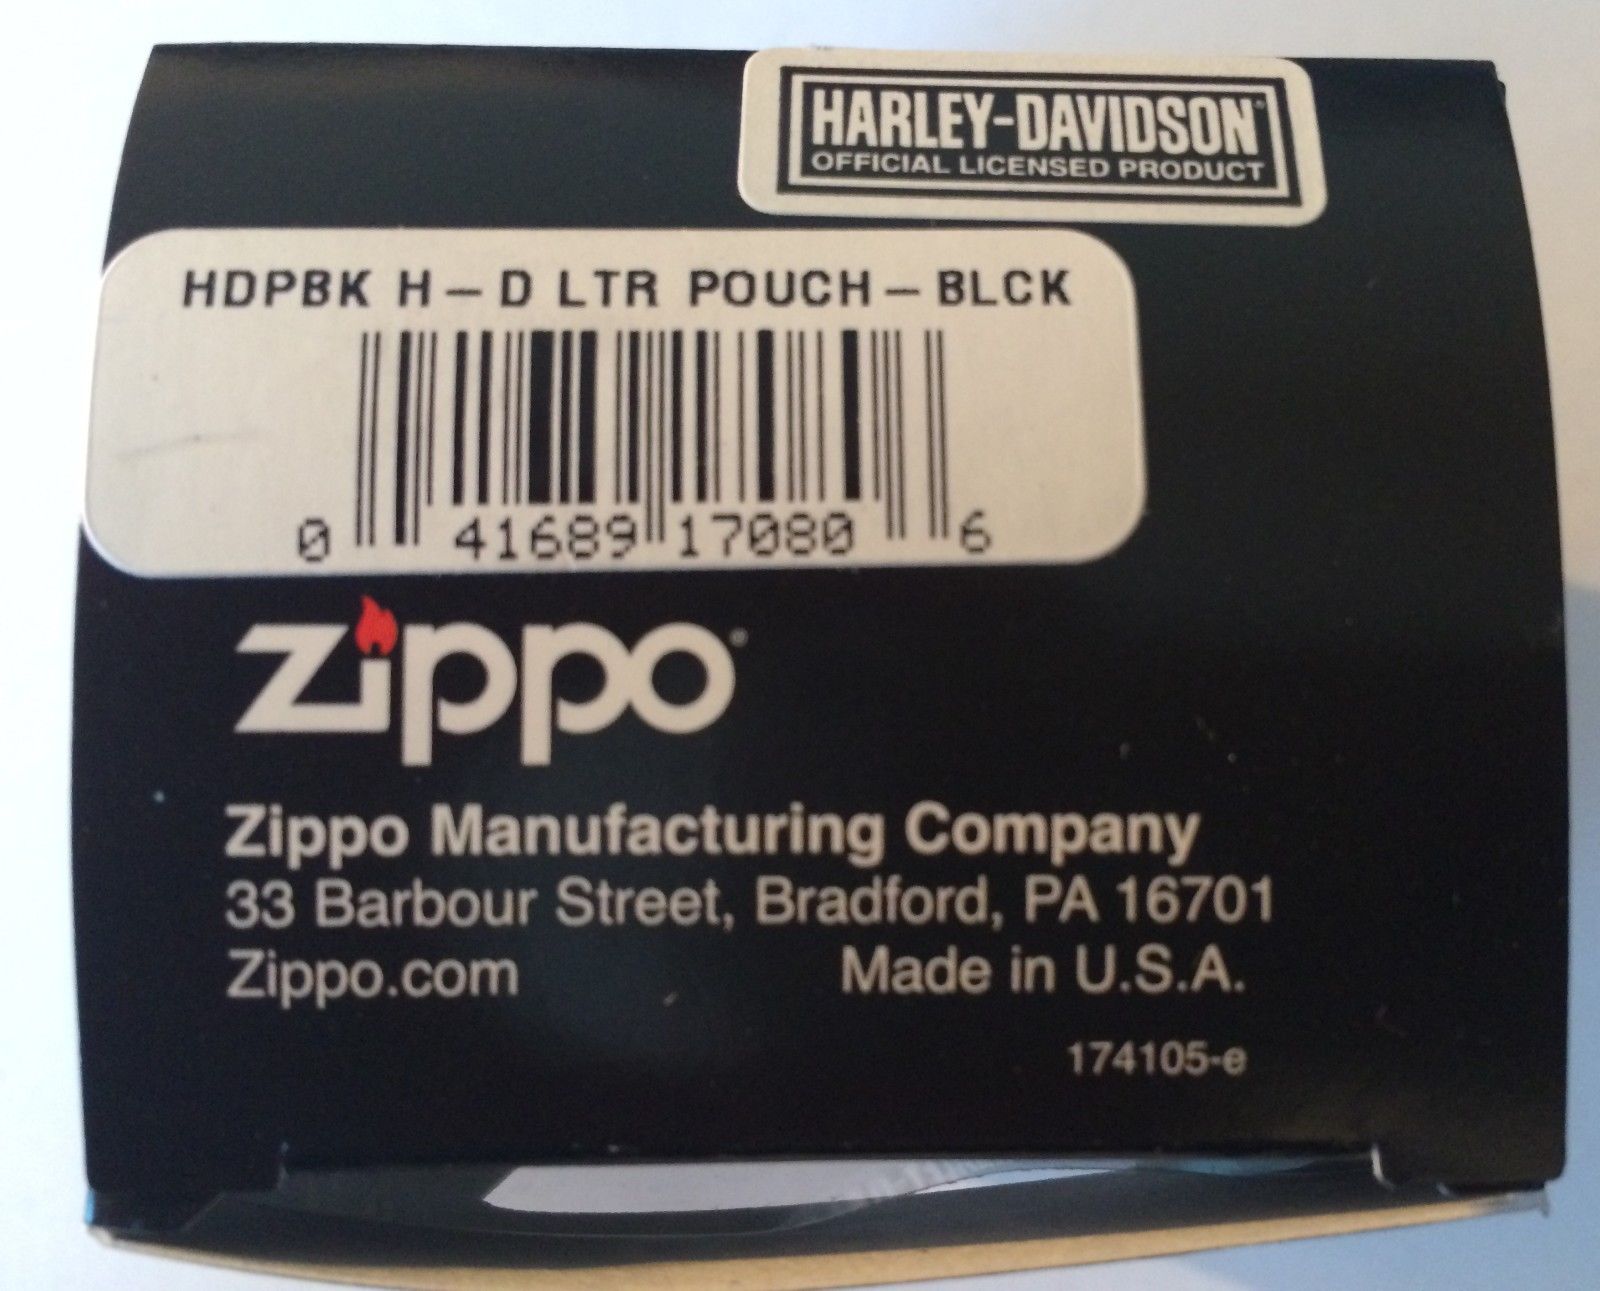 HARLEY-DAVIDSON®
OFFICIAL LICENSED PRODUCT
HDPBK H-D LTR POUCH-BLCK
0 41689 17080 6
Zippo®
Zippo Manufacturing Company
33 Barbour Street, Bradford, PA 16701
Zippo.com Made in U.S.A.
174105-e